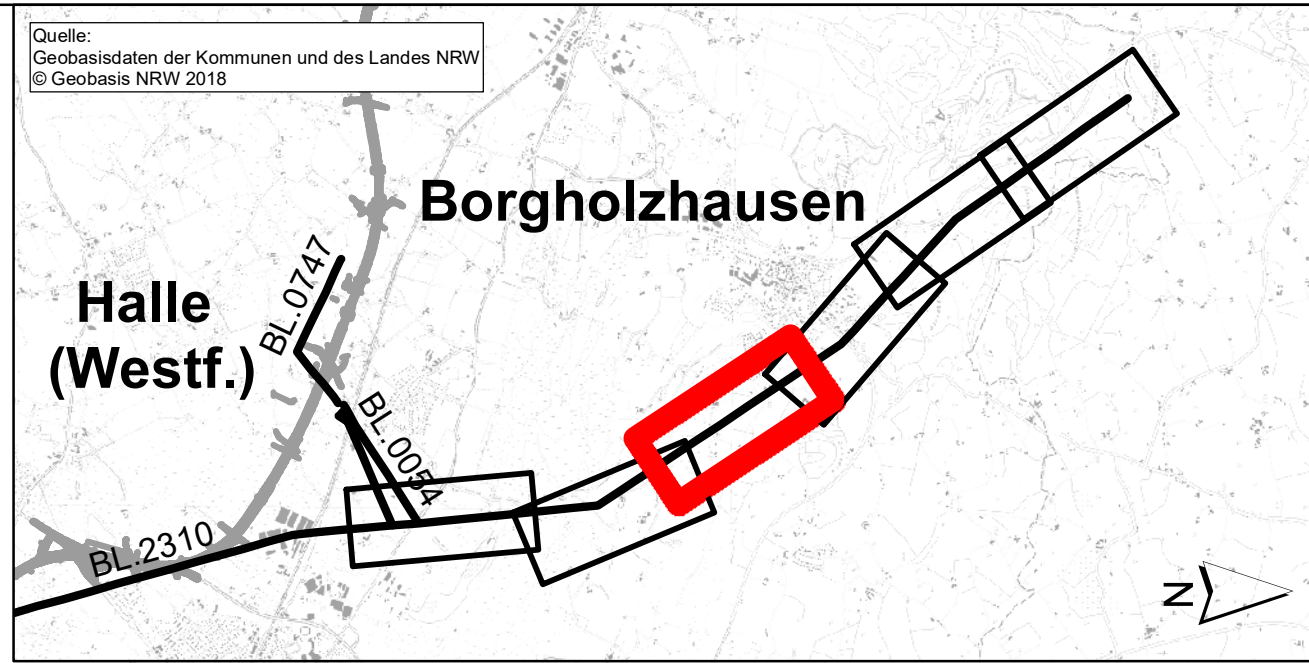 Quelle:
Geobasisdaten der Kommunen und des Landes NRW
© Geobasis NRW 2018
Borgholzhausen
Halle
(Westf.)
BL.0747
BL.0054
BL.2310
N